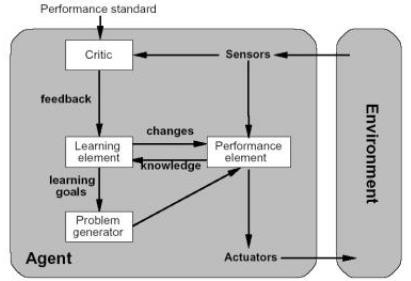 Performance standard
Critic
Sensors
feedback
changes
Learning
element
Performance
element
knowledge
learning
goals
Problem
generator
Agent
Actuators
Environment